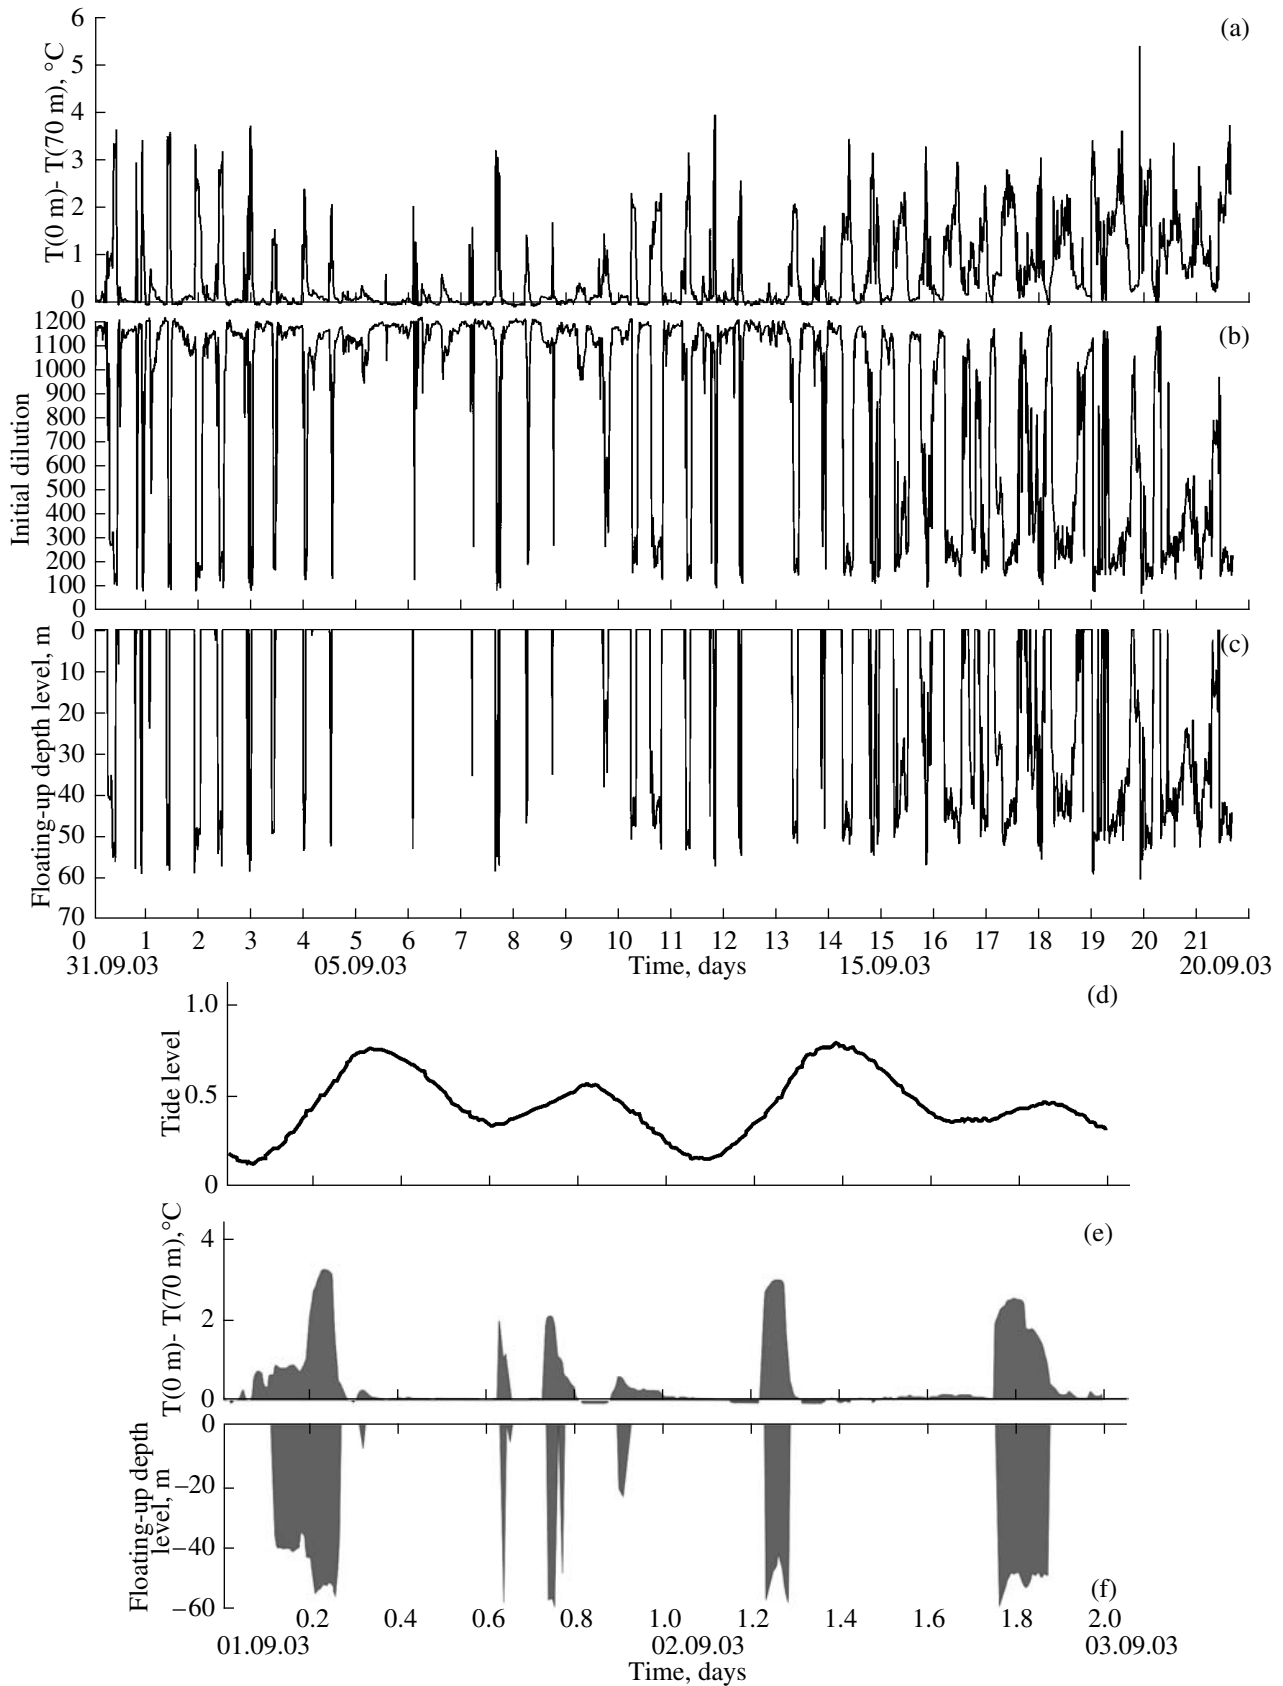 (a)
T(0 m)- T(70 m), °C
6
5
4
3
2
1
0
(b)
Initial dilution
1200
1100
1000
900
800
700
600
500
400
300
200
100
0
(c)
Floating-up depth level, m
0
10
20
30
40
50
60
70
0 1 2 3 4 5 6 7 8 9 10 11 12 13 14 15 16 17 18 19 20 21
31.09.03 05.09.03 Time, days 15.09.03 20.09.03
(d)
Tide level
1.0
0.5
0
(e)
T(0 m)- T(70 m),°C
4
2
0
(f)
Floating-up depth
level, m
0
−20
−40
−60
0.2 0.4 0.6 0.8 1.0 1.2 1.4 1.6 1.8 2.0
01.09.03 02.09.03 03.09.03
Time, days